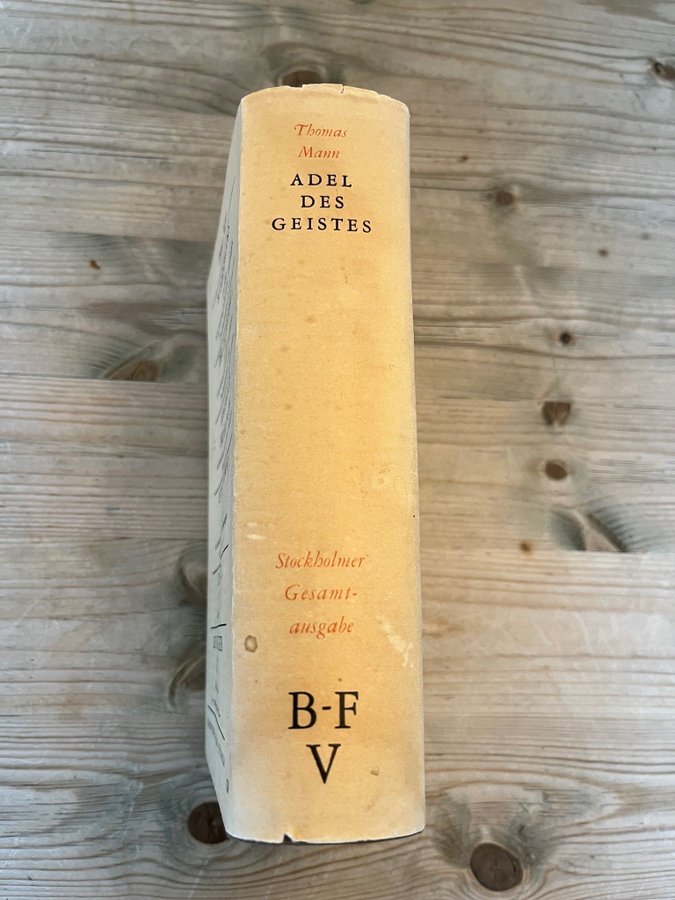 Thomas
Mann
ADEL
DES
GEISTES
Stockholmer
Gesamt-
ausgabe
B-F
V